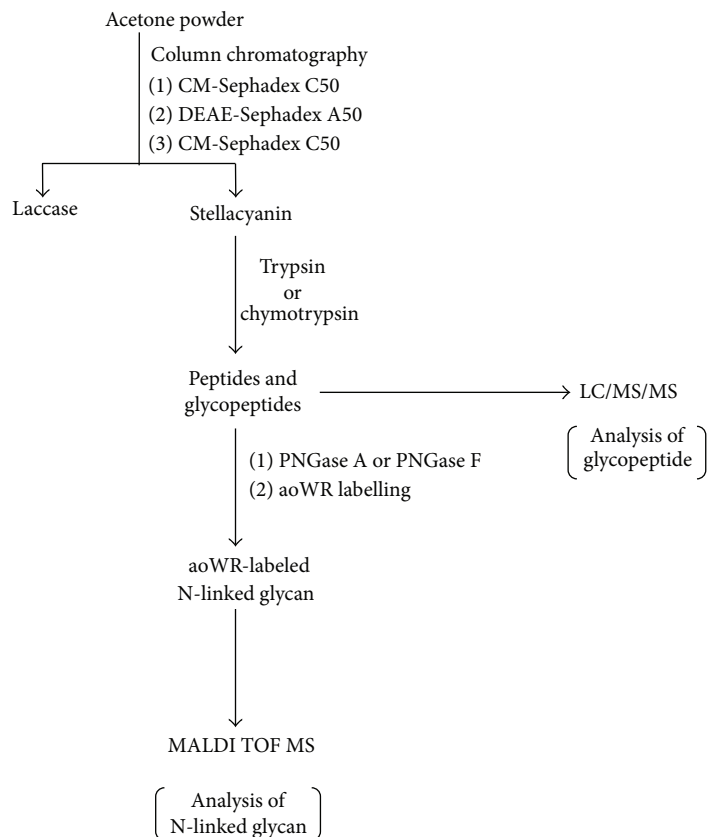 Acetone powder
Column chromatography
(1) CM-Sephadex C50
(2) DEAE-Sephadex A50
(3) CM-Sephadex C50
Laccase
Stellacyanin
Trypsin
or
chymotrypsin
Peptides and
glycopeptides
LC/MS/MS
Analysis of
glycopeptide
(1) PNGase A or PNGase F
(2) aoWR labelling
aoWR-labeled
N-linked glycan
MALDI TOF MS
Analysis of
N-linked glycan